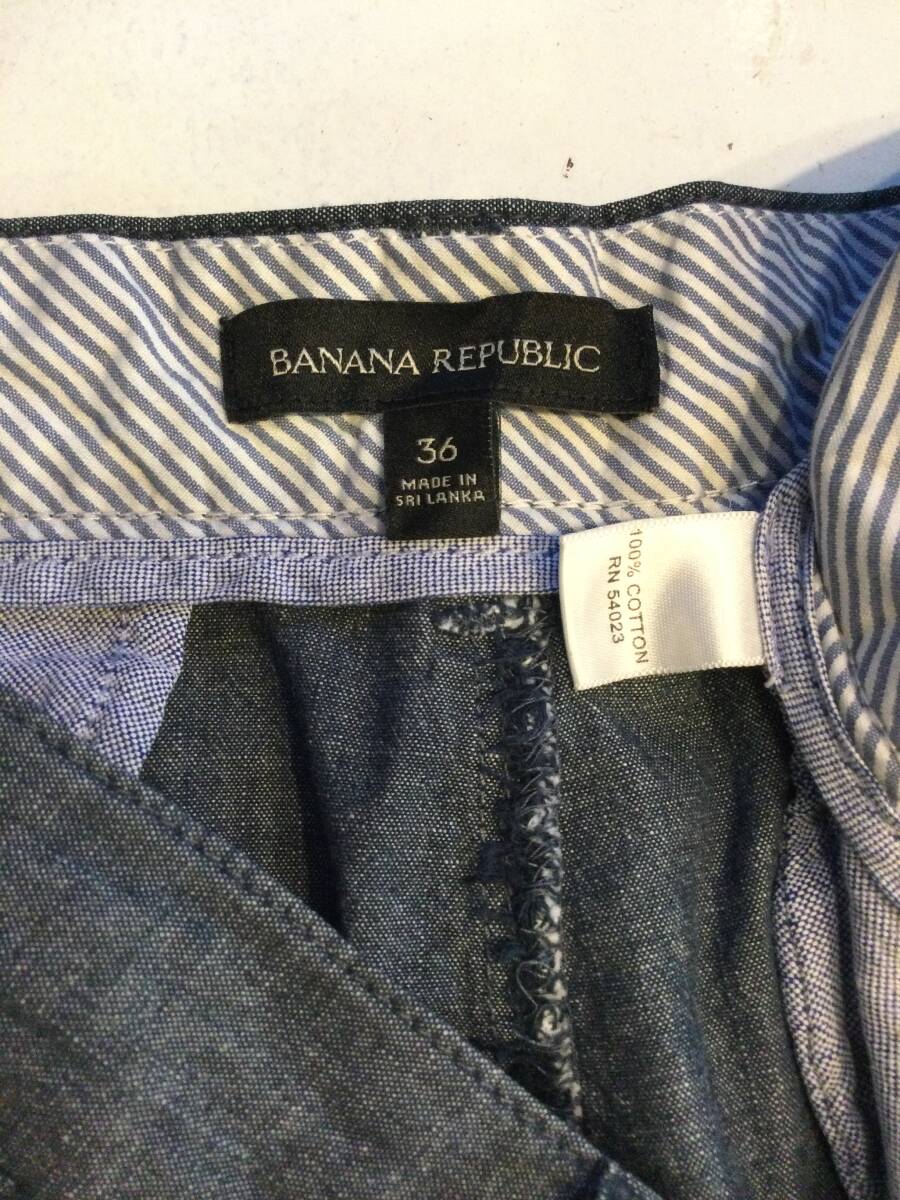 BANANA REPUBLIC
36
MADE IN
SRI LANKA
100% COTTON
RN 54023